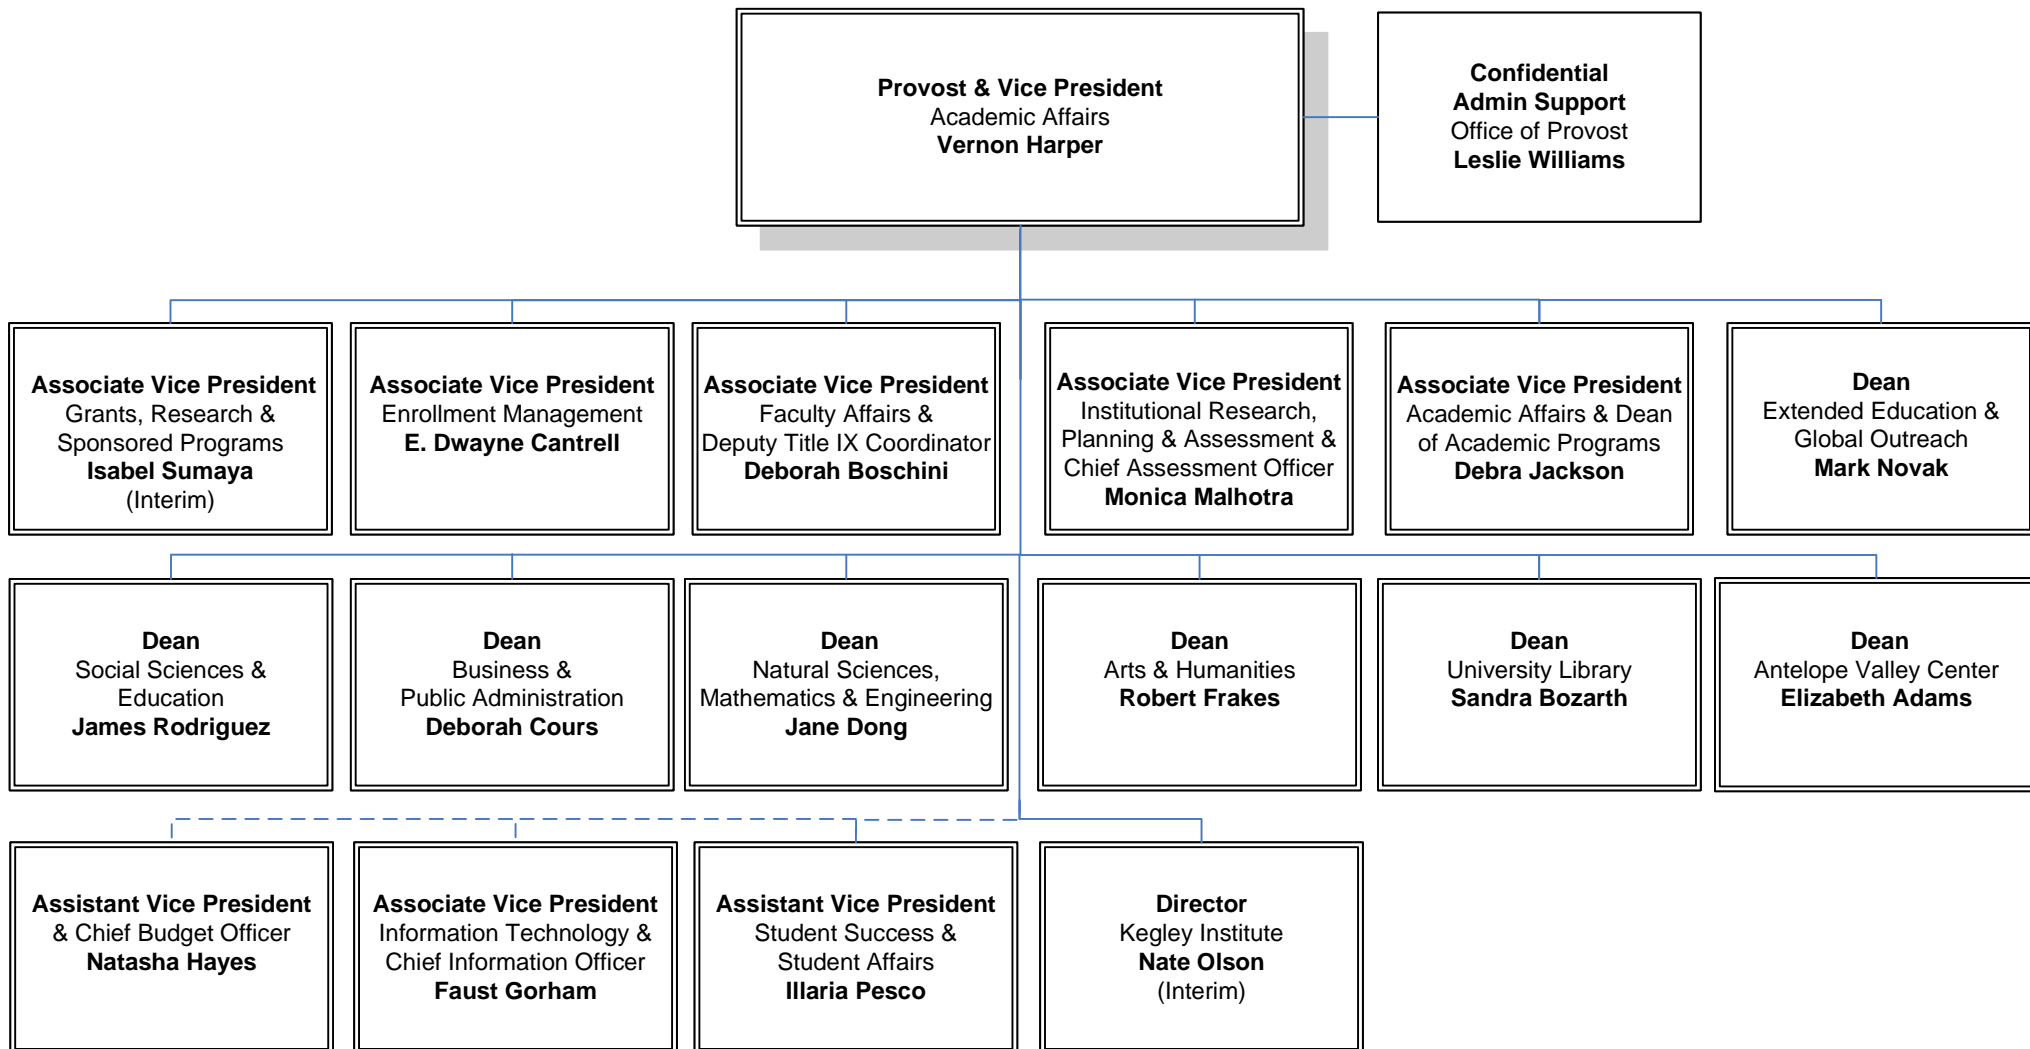 Provost & Vice President
Academic Affairs
Vernon Harper
Confidential
Admin Support
Office of Provost
Leslie Williams
Associate Vice President
Grants, Research &
Sponsored Programs
Isabel Sumaya
(Interim)
Associate Vice President
Enrollment Management
E. Dwayne Cantrell
Associate Vice President
Faculty Affairs &
Deputy Title IX Coordinator
Deborah Boschini
Associate Vice President
Institutional Research,
Planning & Assessment &
Chief Assessment Officer
Monica Malhotra
Associate Vice President
Academic Affairs & Dean
of Academic Programs
Debra Jackson
Dean
Extended Education &
Global Outreach
Mark Novak
Dean
Social Sciences &
Education
James Rodriguez
Dean
Business &
Public Administration
Deborah Cours
Dean
Natural Sciences,
Mathematics & Engineering
Jane Dong
Dean
Arts & Humanities
Robert Frakes
Dean
University Library
Sandra Bozarth
Dean
Antelope Valley Center
Elizabeth Adams
Assistant Vice President
& Chief Budget Officer
Natasha Hayes
Associate Vice President
Information Technology &
Chief Information Officer
Faust Gorham
Assistant Vice President
Student Success &
Student Affairs
Illaria Pesco
Director
Kegley Institute
Nate Olson
(Interim)